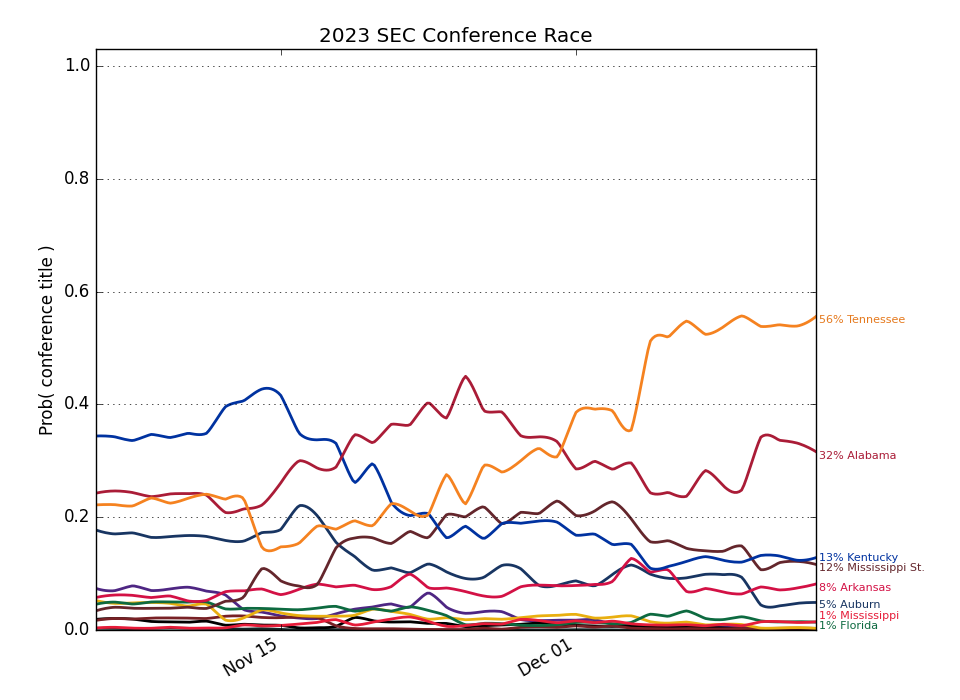 2023 SEC Conference Race
Prob( conference title )
1.0
0.8
0.6
0.4
0.2
0.0
Nov 15
Dec 01
56% Tennessee
32% Alabama
13% Kentucky
12% Mississippi St.
8% Arkansas
5% Auburn
1% Mississippi
1% Florida